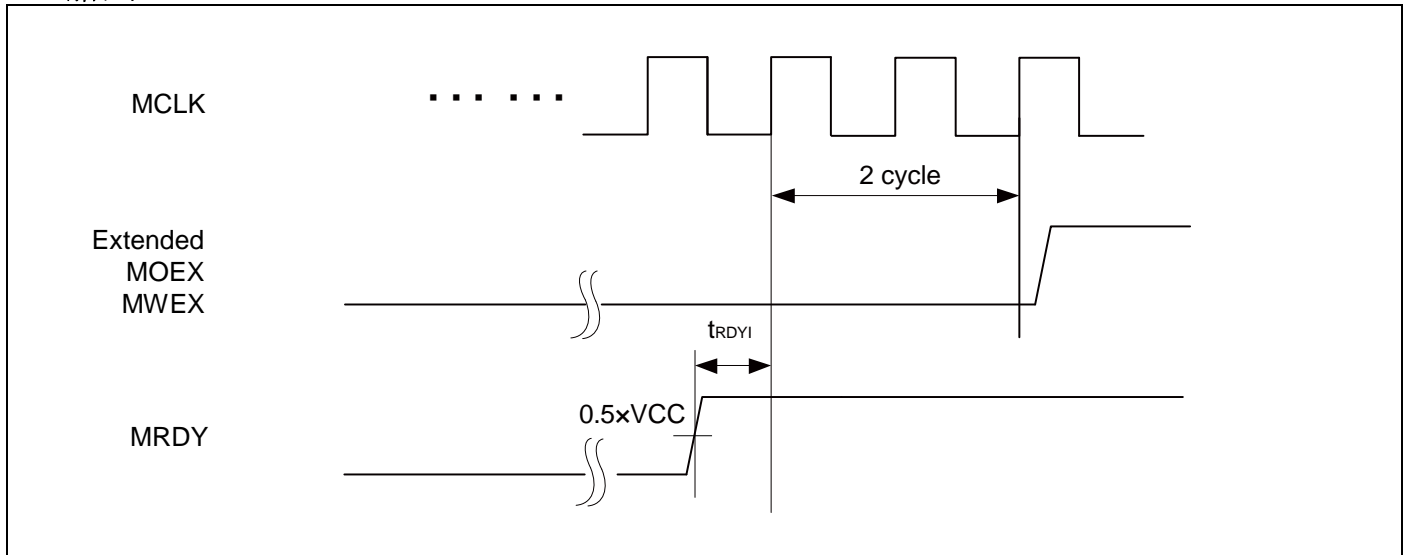 MCLK
... ...
2 cycle
Extended
MOEX
MWEX
tRDYI
0.5×VCC
MRDY